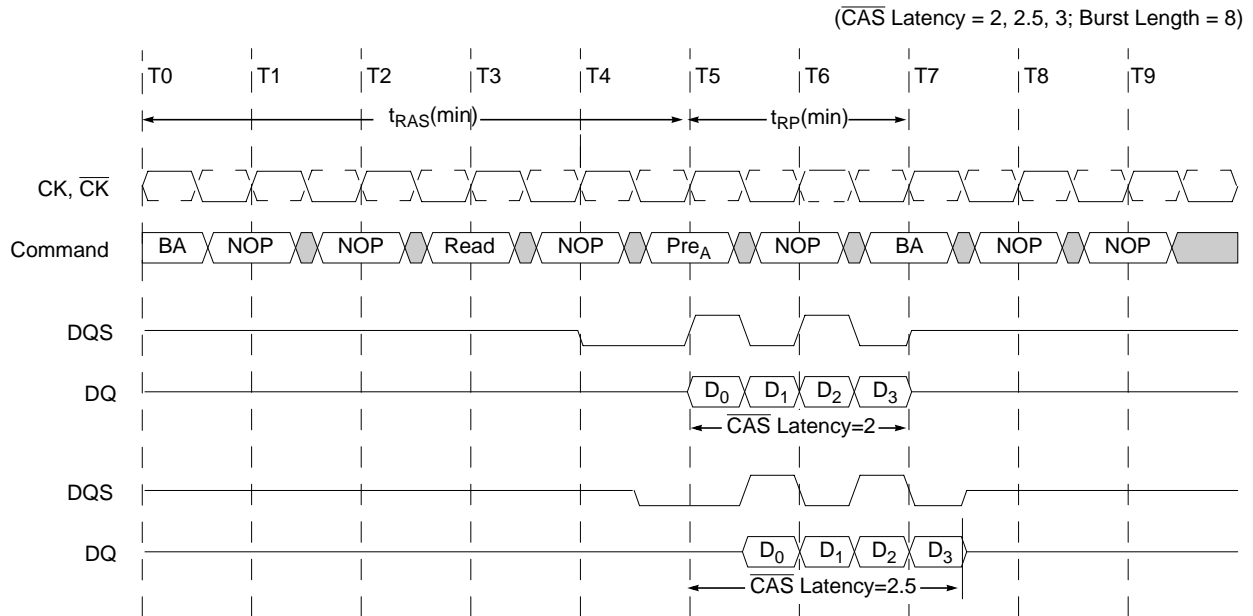 (CAS Latency = 2, 2.5, 3; Burst Length = 8)
T0 T1 T2 T3 T4 T5 T6 T7 T8 T9
tRAS(min) tRP(min)
CK, CK
Command BA NOP NOP Read NOP PreA NOP BA NOP NOP
DQS
DQ D0 D1 D2 D3
CAS Latency=2
DQS
DQ D0 D1 D2 D3
CAS Latency=2.5